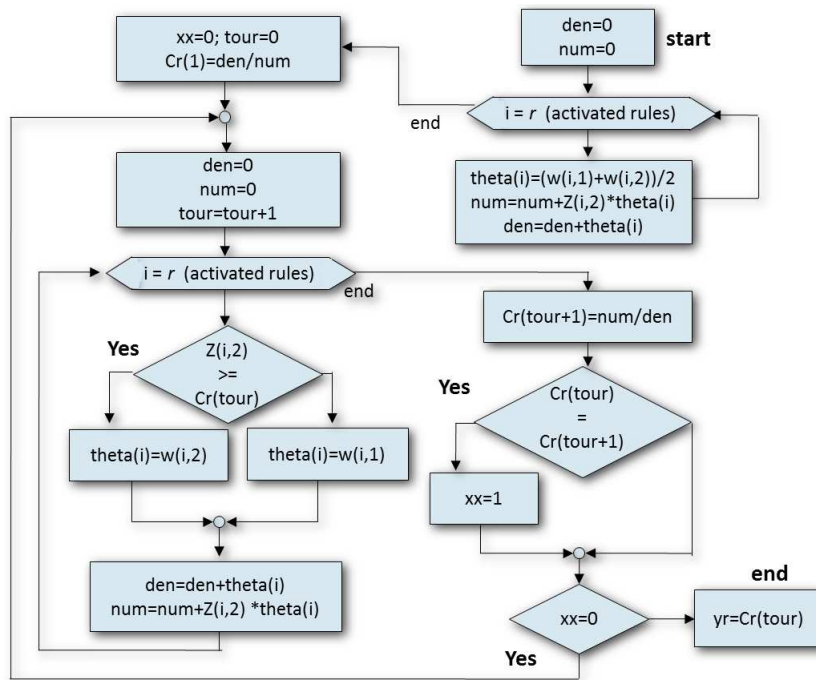 den=0
num=0
start
i = r (activated rules)
end
theta(i)=(w(i,1)+w(i,2))/2
num=num+Z(i,2)*theta(i)
den=den+theta(i)
xx=0; tour=0
Cr(1)=den/num
den=0
num=0
tour=tour+1
i = r (activated rules)
end
Yes
Z(i,2)
>=
Cr(tour)
theta(i)=w(i,2)
theta(i)=w(i,1)
den=den+theta(i)
num=num+Z(i,2) *theta(i)
Cr(tour+1)=num/den
Yes
Cr(tour)
=
Cr(tour+1)
xx=1
xx=0
Yes
end
yr=Cr(tour)